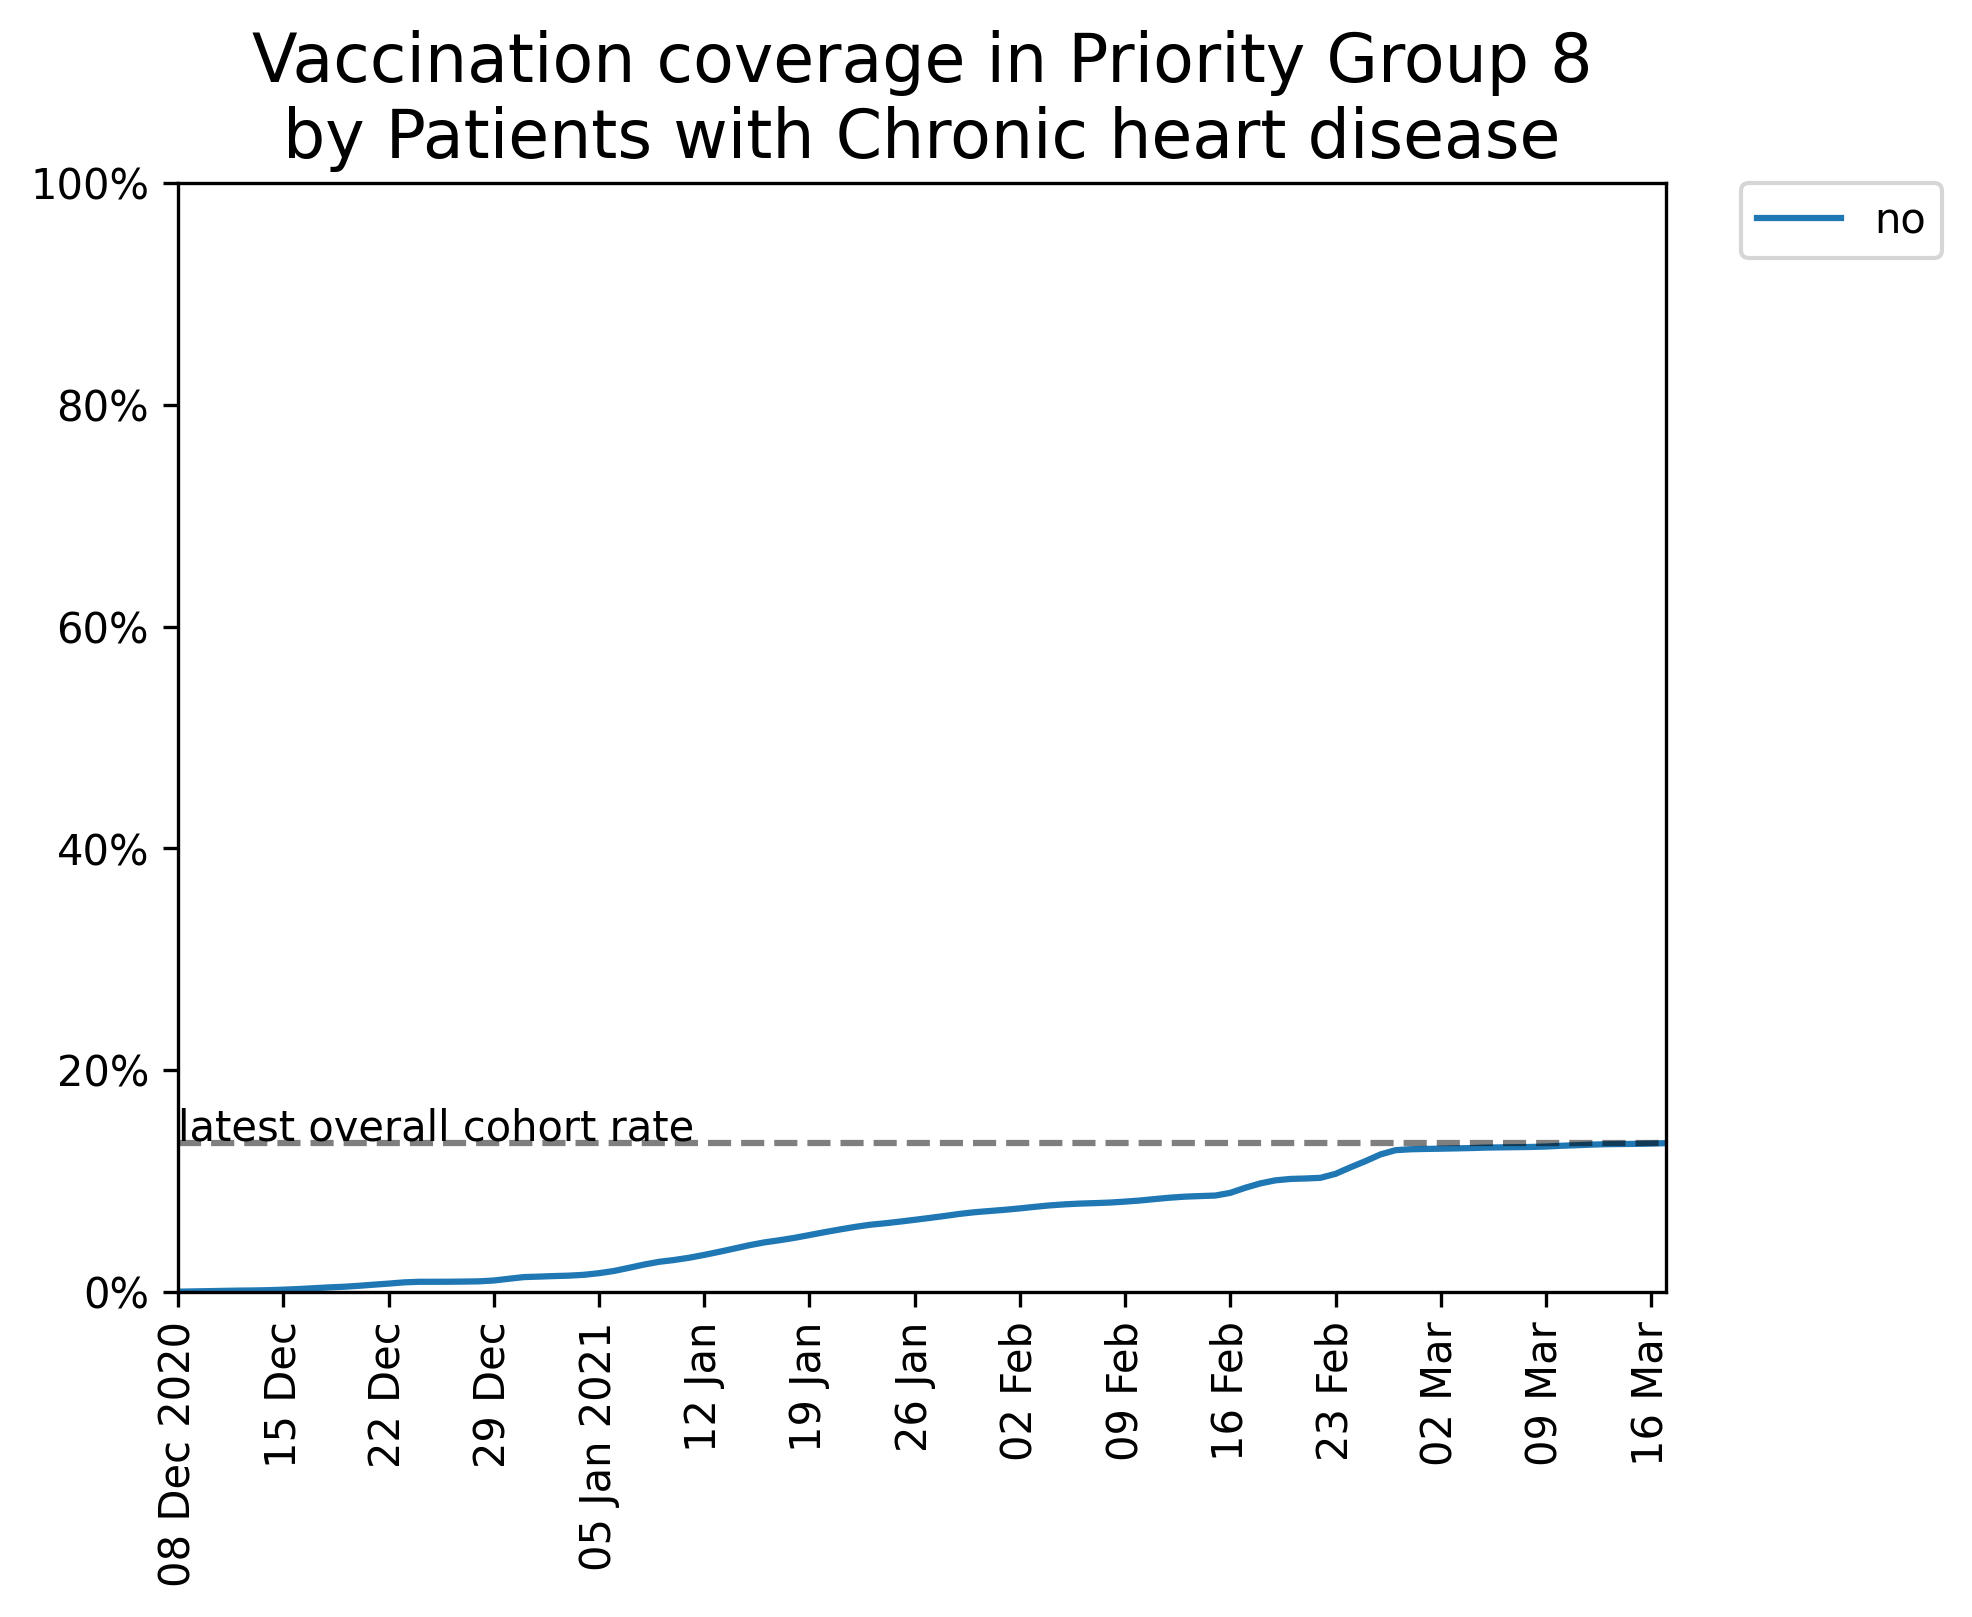 Vaccination coverage in Priority Group 8
by Patients with Chronic heart disease
100%
80%
60%
40%
20%
0%
latest overall cohort rate
no
08 Dec 2020
15 Dec
22 Dec
29 Dec
05 Jan 2021
12 Jan
19 Jan
26 Jan
02 Feb
09 Feb
16 Feb
23 Feb
02 Mar
09 Mar
16 Mar